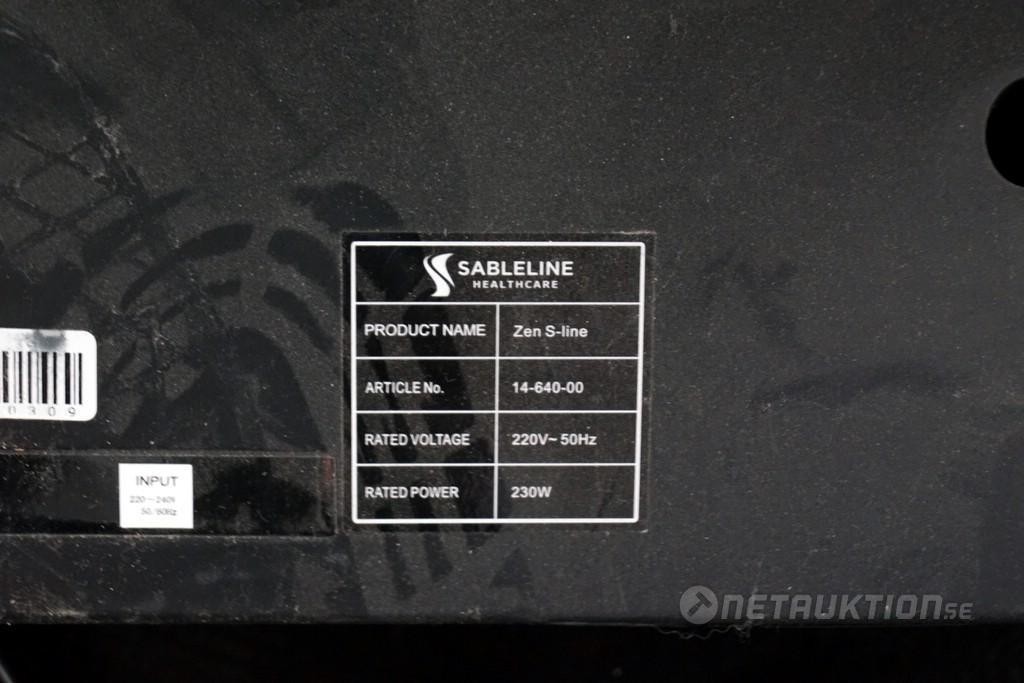 SABLELINE
HEALTHCARE
PRODUCT NAME Zen S-line
ARTICLE No. 14-640-00
RATED VOLTAGE 220V~ 50Hz
RATED POWER 230W
0309
INPUT
220~240V
50/60Hz
NETAUKTION.SE